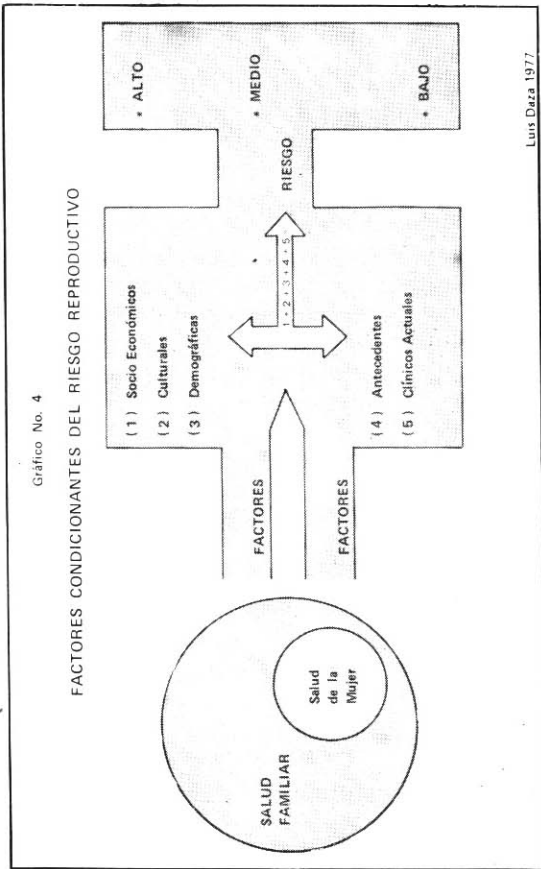 Gráfico No. 4
FACTORES CONDICIONANTES DEL RIESGO REPRODUCTIVO
SALUD
FAMILIAR
Salud
de la
Mujer
FACTORES
FACTORES
(1) Socio Económicos
(2) Culturales
(3) Demográficas
1 + 2 + 3 + 4 + 5
(4) Antecedentes
(5) Clínicos Actuales
RIESGO
* ALTO
* MEDIO
* BAJO
Luis Daza 1977